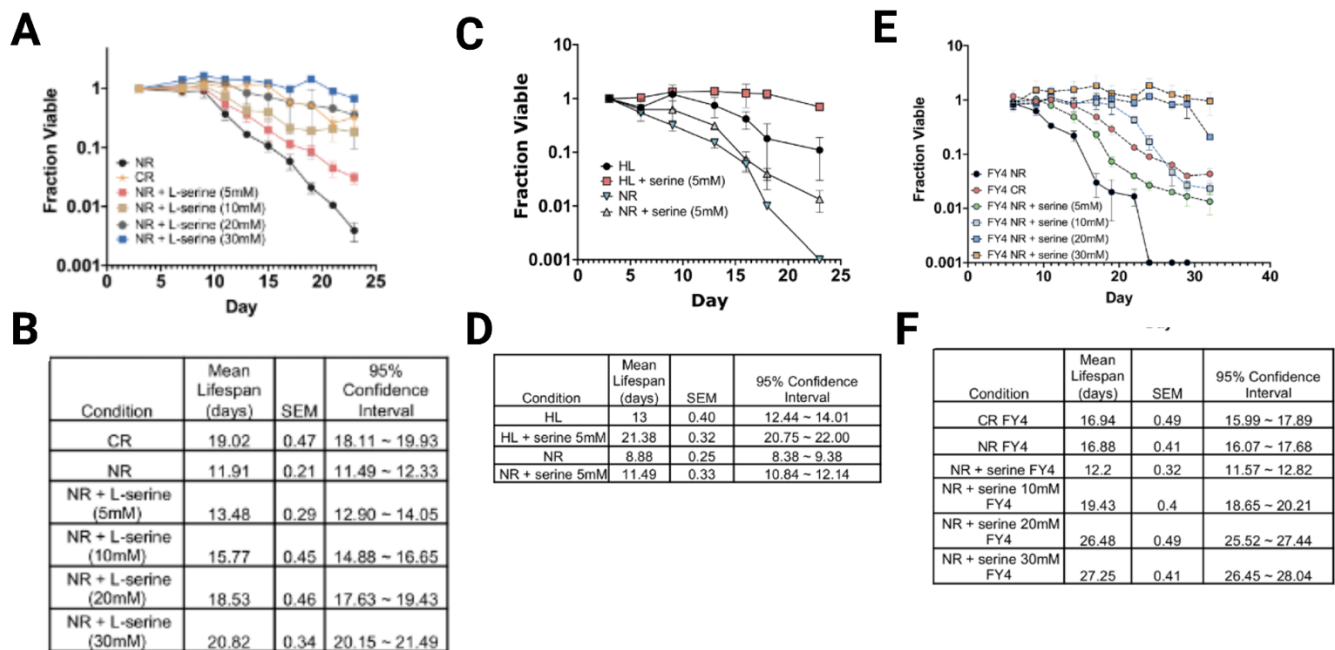 A
Fraction Viable
1
0.1
0.01
0.001
NR
CR
NR + L-serine (5mM)
NR + L-serine (10mM)
NR + L-serine (20mM)
NR + L-serine (30mM)
0 5 10 15 20 25
Day
C
Fraction Viable
10
1
0.1
0.01
0.001
HL
HL + serine (5mM)
NR
NR + serine (5mM)
0 5 10 15 20 25
Day
E
Fraction Viable
10
1
0.1
0.01
0.001
FY4 NR
FY4 CR
FY4 NR + serine (5mM)
FY4 NR + serine (10mM)
FY4 NR + serine (20mM)
FY4 NR + serine (30mM)
0 10 20 30 40
Day
B
Condition Mean Lifespan (days) SEM 95% Confidence Interval
CR 19.02 0.47 18.11 ~ 19.93
NR 11.91 0.21 11.49 ~ 12.33
NR + L-serine (5mM) 13.48 0.29 12.90 ~ 14.05
NR + L-serine (10mM) 15.77 0.45 14.88 ~ 16.65
NR + L-serine (20mM) 18.53 0.46 17.63 ~ 19.43
NR + L-serine (30mM) 20.82 0.34 20.15 ~ 21.49
D
Condition Mean Lifespan (days) SEM 95% Confidence Interval
HL 13 0.40 12.44 ~ 14.01
HL + serine 5mM 21.38 0.32 20.75 ~ 22.00
NR 8.88 0.25 8.38 ~ 9.38
NR + serine 5mM 11.49 0.33 10.84 ~ 12.14
F
Condition Mean Lifespan (days) SEM 95% Confidence Interval
CR FY4 16.94 0.49 15.99 ~ 17.89
NR FY4 16.88 0.41 16.07 ~ 17.68
NR + serine FY4 12.2 0.32 11.57 ~ 12.82
NR + serine 10mM FY4 19.43 0.4 18.65 ~ 20.21
NR + serine 20mM FY4 26.48 0.49 25.52 ~ 27.44
NR + serine 30mM FY4 27.25 0.41 26.45 ~ 28.04